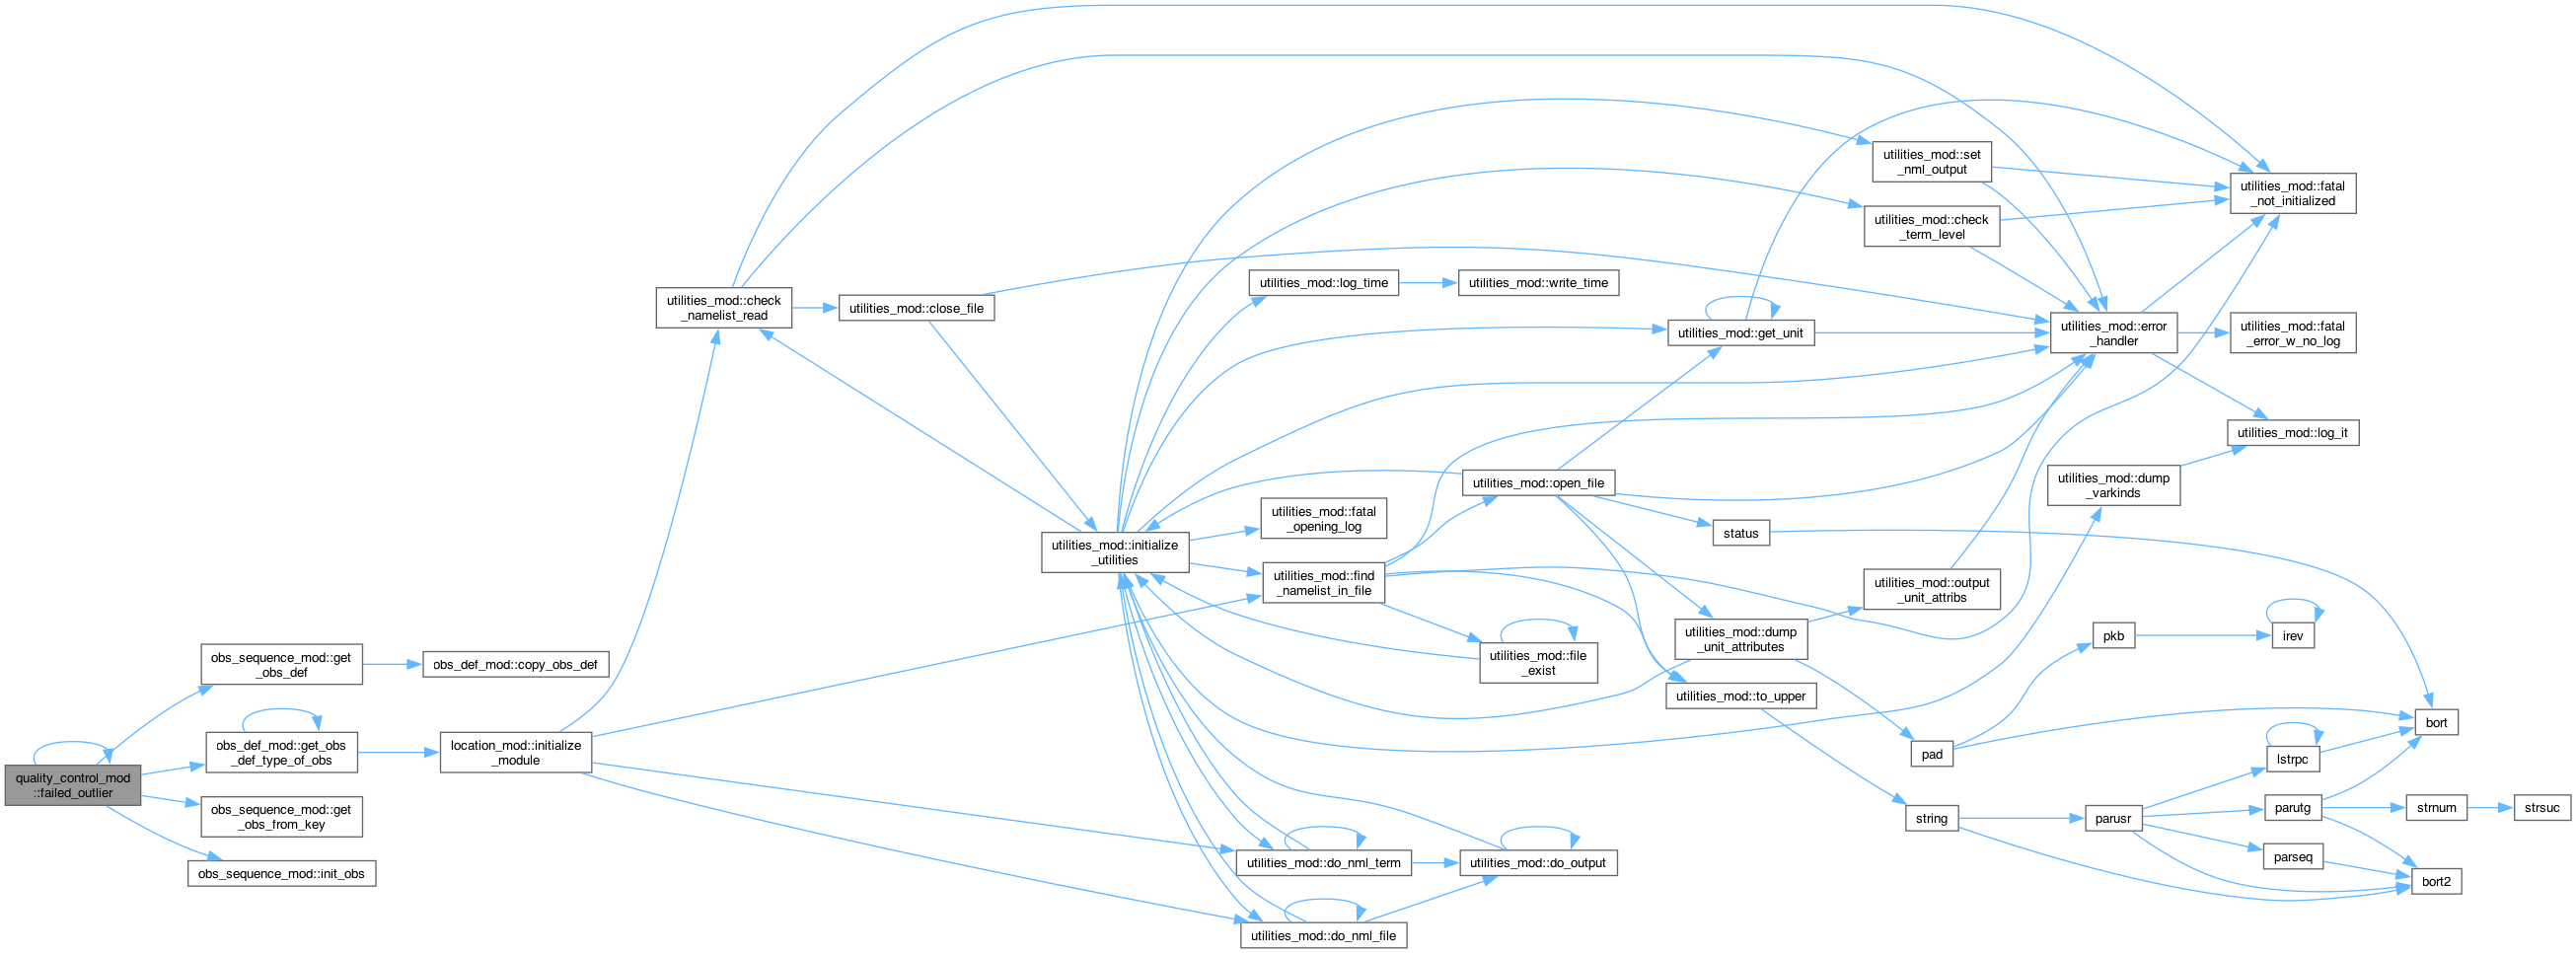 quality_control_mod
::failed_outlier
obs_sequence_mod::get
_obs_def
obs_def_mod::copy_obs_def
obs_def_mod::get_obs
_def_type_of_obs
obs_sequence_mod::get
_obs_from_key
obs_sequence_mod::init_obs
location_mod::initialize
_module
utilities_mod::check
_namelist_read
utilities_mod::close_file
utilities_mod::initialize
_utilities
utilities_mod::log_time
utilities_mod::write_time
utilities_mod::fatal
_opening_log
utilities_mod::find
_namelist_in_file
utilities_mod::open_file
utilities_mod::file
_exist
utilities_mod::do_nml_term
utilities_mod::do_output
utilities_mod::do_nml_file
utilities_mod::set
_nml_output
utilities_mod::check
_term_level
utilities_mod::get_unit
status
utilities_mod::output
_unit_attribs
utilities_mod::dump
_unit_attributes
utilities_mod::to_upper
pad
string
utilities_mod::fatal
_not_initialized
utilities_mod::error
_handler
utilities_mod::fatal
_error_w_no_log
utilities_mod::log_it
utilities_mod::dump
_varkinds
pkb
irev
bort
lstrpc
parusr
parutg
strnum
strsuc
parseq
bort2